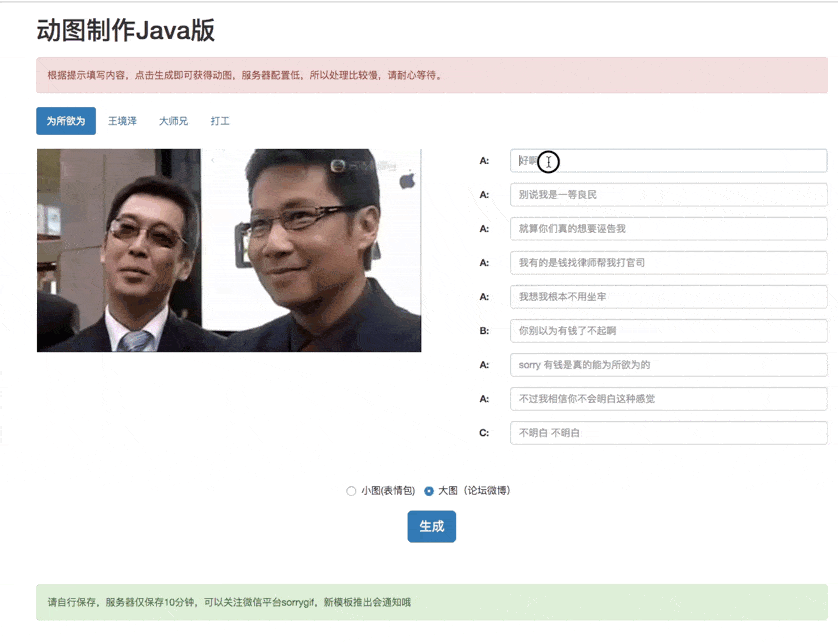 动图制作Java版
根据提示填写内容，点击生成即可获得动图，服务器配置低，所以处理比较慢，请耐心等待。
为所欲为 王境泽 大师兄 打工
A: 好啊
A: 别说我是一等良民
A: 就算你们真的想要诬告我
A: 我有的是钱找律师帮我打官司
A: 我想我根本不用坐牢
B: 你别以为有钱了不起啊
A: sorry 有钱是真的能为所欲为的
A: 不过我相信你不会明白这种感觉
C: 不明白 不明白
小图(表情包) 大图（论坛微博）
生成
请自行保存，服务器仅保存10分钟，可以关注微信平台sorrygif，新模板推出会通知哦